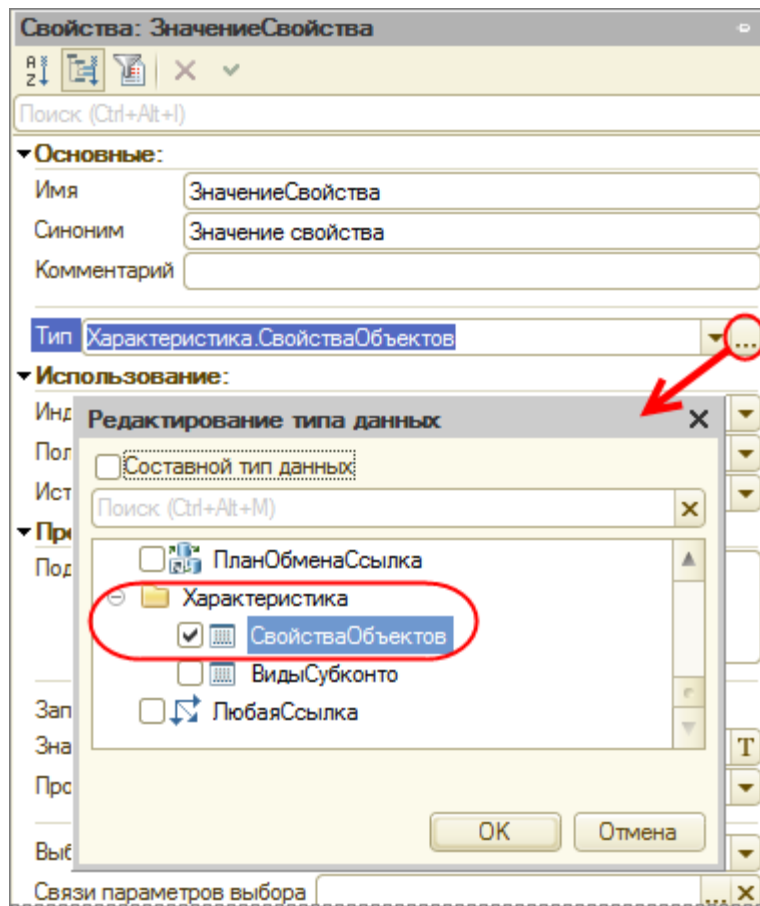 Свойства: ЗначениеСвойства
Поиск (Ctrl+Alt+I)
Основные:
Имя ЗначениеСвойства
Синоним Значение свойства
Комментарий
Тип Характеристика.СвойстваОбъектов ...
Использование:
Инд
Пол
Ист
Пре
Под
Редактирование типа данных
Составной тип данных
Поиск (Ctrl+Alt+M)
ПланОбменаСсылка
Характеристика
СвойстваОбъектов
ВидыСубконто
ЛюбаяСсылка
Зап
Зна T
Про
OK Отмена
Выб
Связи параметров выбора ...